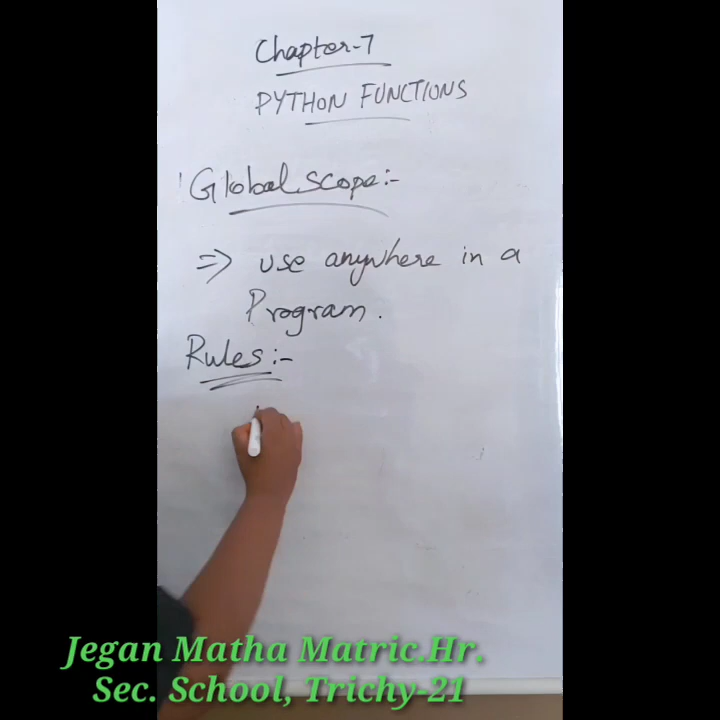 Chapter-7
PYTHON FUNCTIONS
Global scope:-
⇒ use anywhere in a
Program.
Rules:-
Jegan Matha Matric.Hr.
Sec. School, Trichy-21